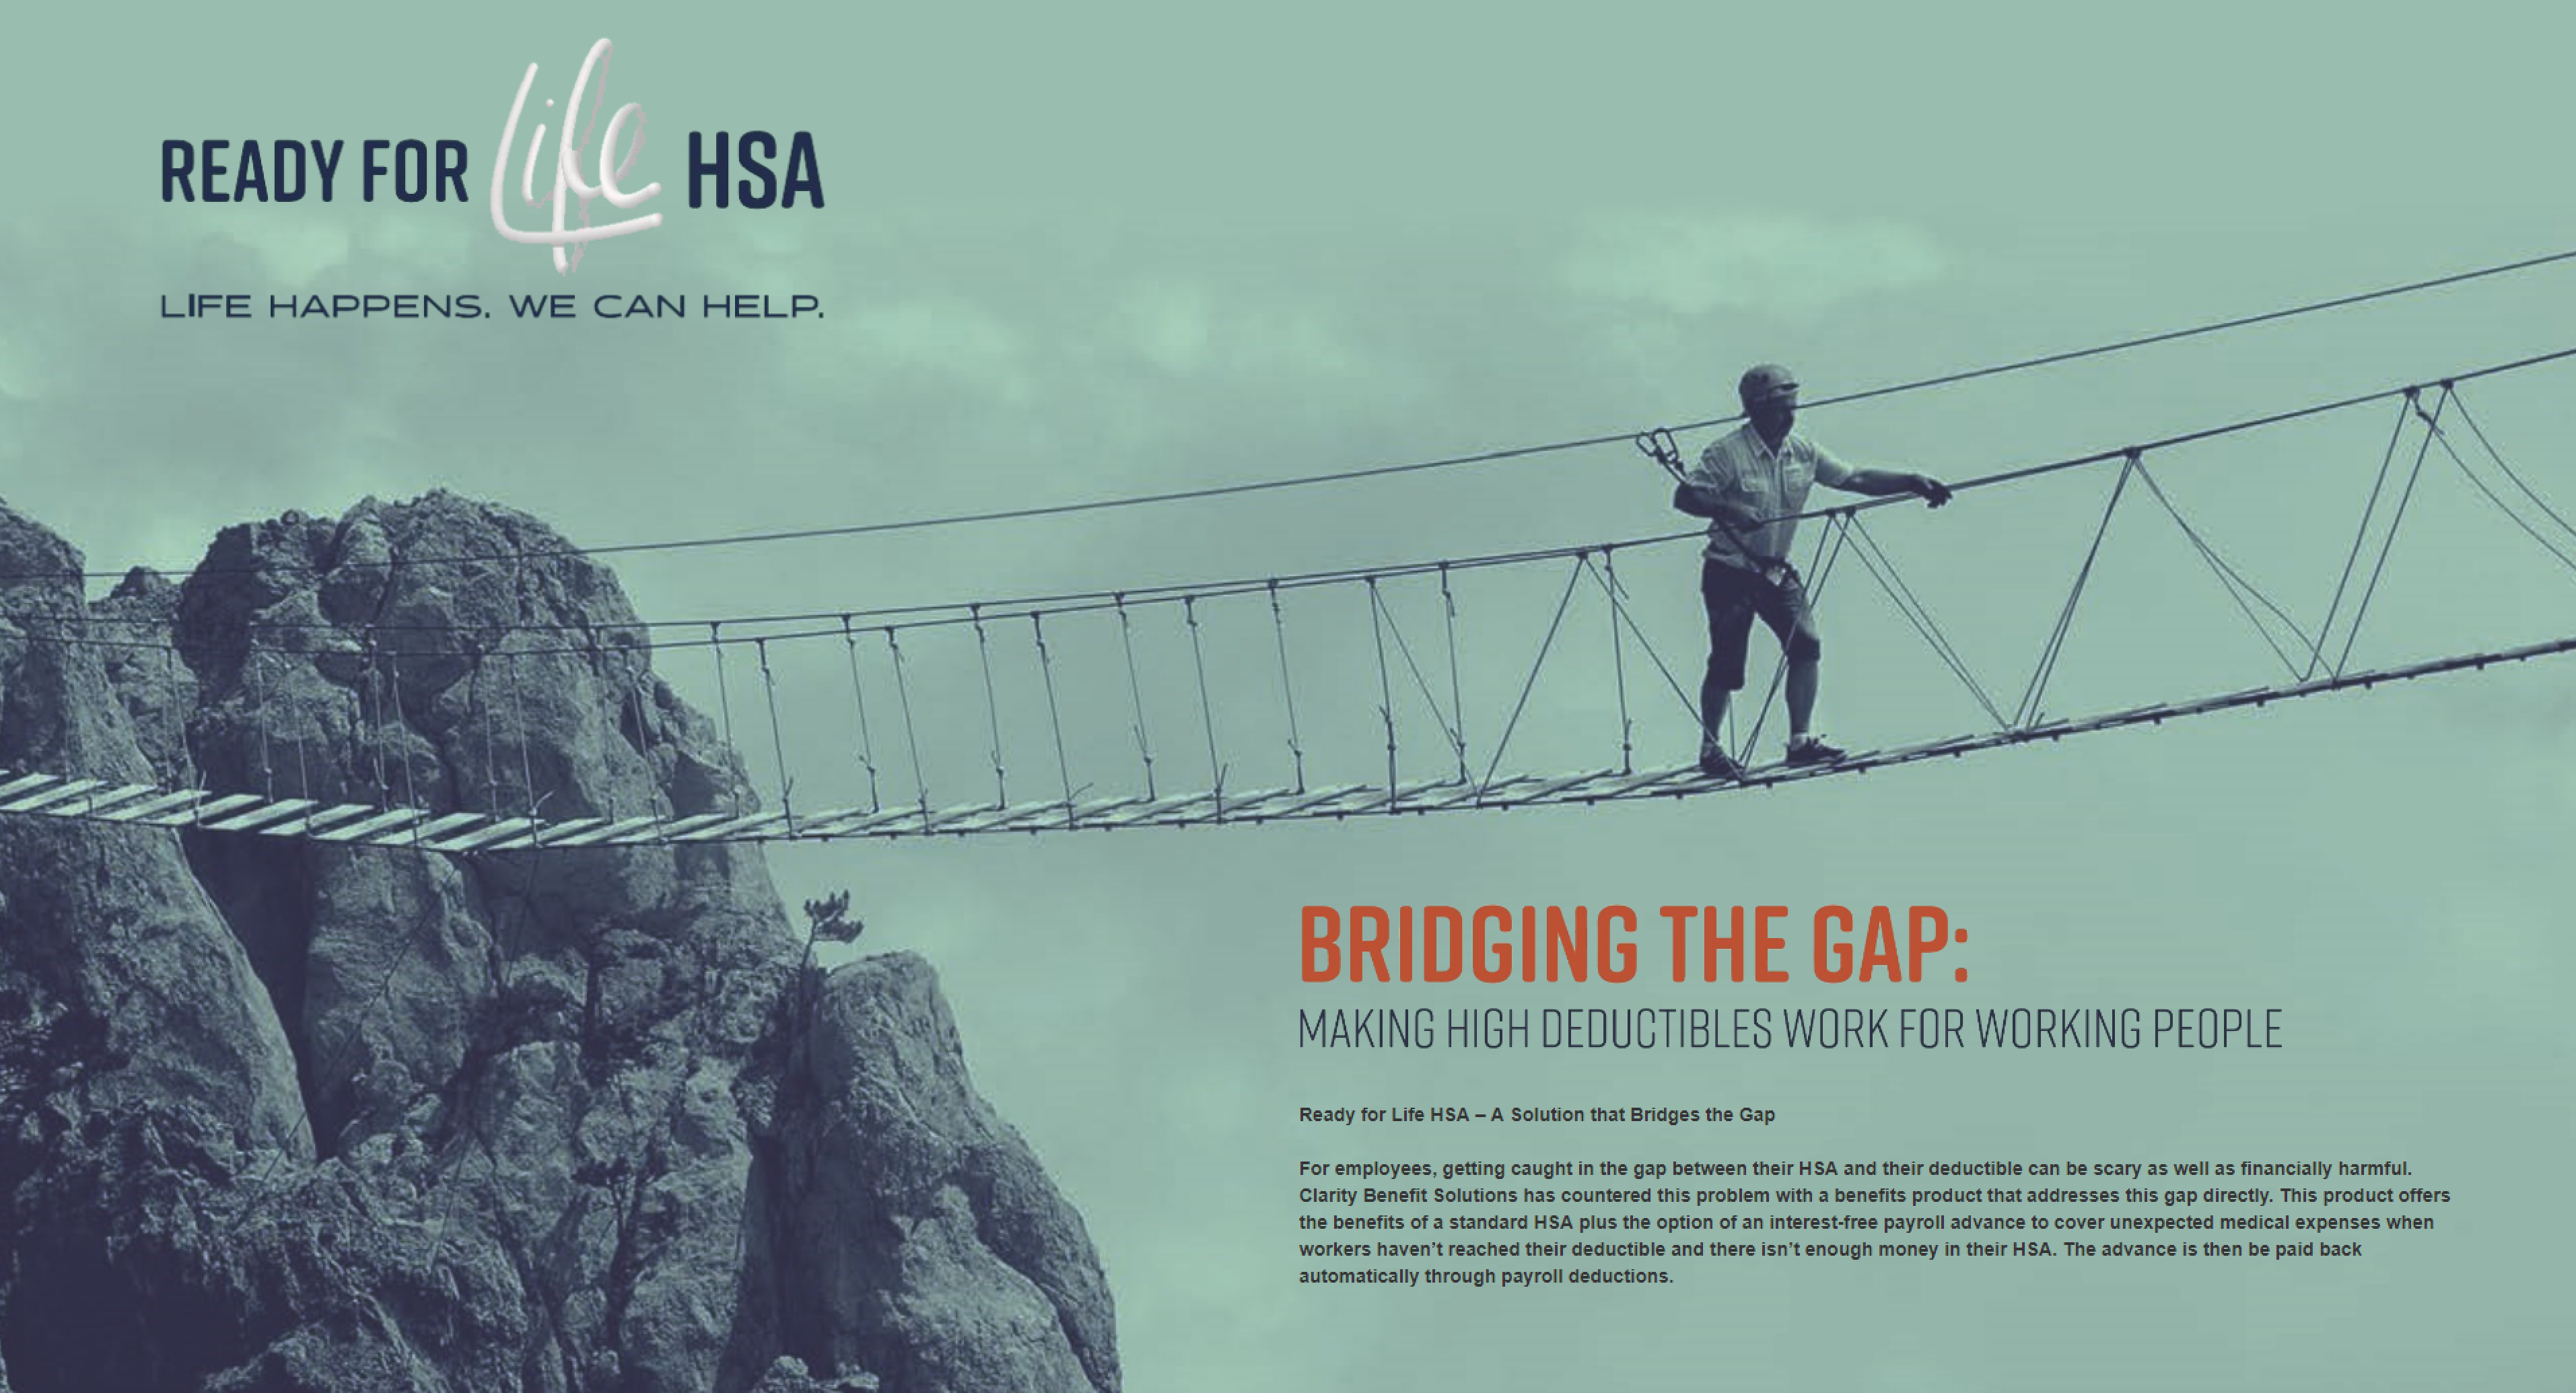 READY FOR Life HSA
LIFE HAPPENS. WE CAN HELP.
BRIDGING THE GAP:
MAKING HIGH DEDUCTIBLES WORK FOR WORKING PEOPLE
Ready for Life HSA – A Solution that Bridges the Gap
For employees, getting caught in the gap between their HSA and their deductible can be scary as well as financially harmful.
Clarity Benefit Solutions has countered this problem with a benefits product that addresses this gap directly. This product offers
the benefits of a standard HSA plus the option of an interest-free payroll advance to cover unexpected medical expenses when
workers haven’t reached their deductible and there isn’t enough money in their HSA. The advance is then be paid back
automatically through payroll deductions.